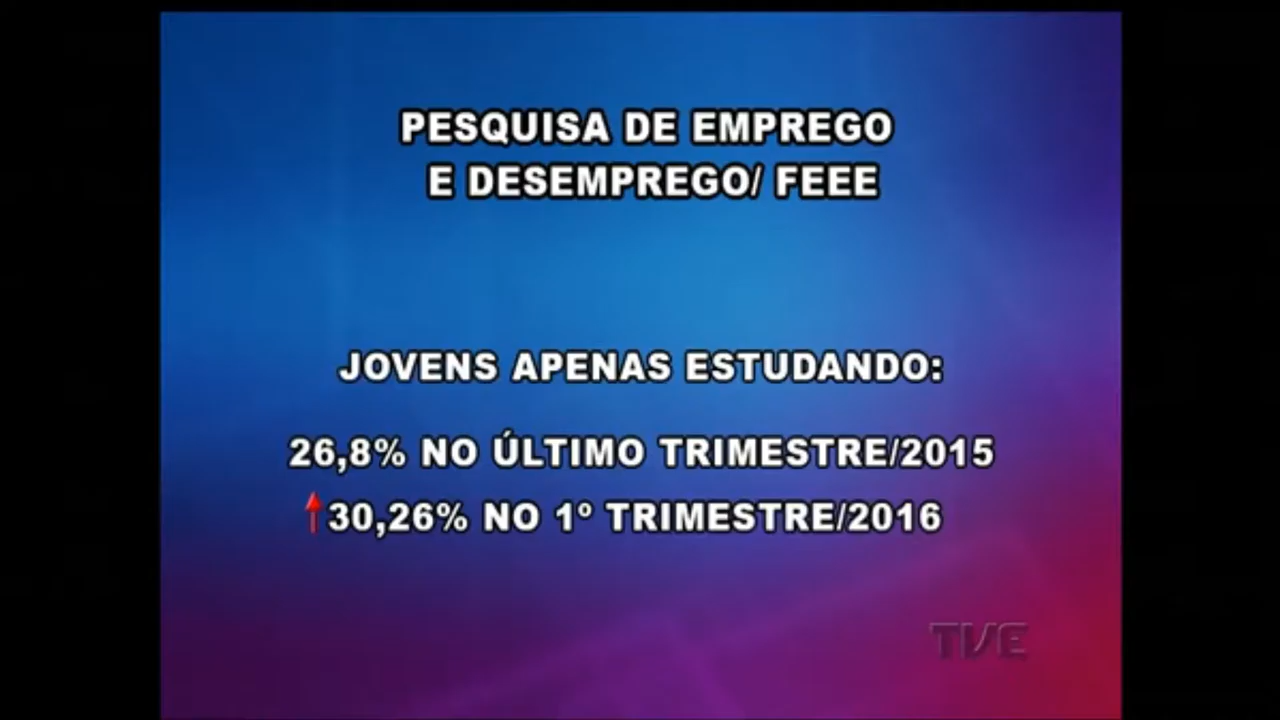 PESQUISA DE EMPREGO
E DESEMPREGO/ FEEE
JOVENS APENAS ESTUDANDO:
26,8% NO ÚLTIMO TRIMESTRE/2015
30,26% NO 1º TRIMESTRE/2016
TVE